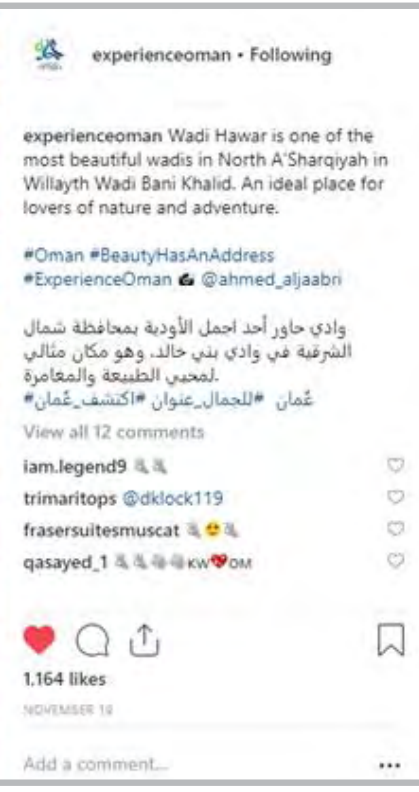 experienceoman • Following
experienceoman Wadi Hawar is one of the
most beautiful wadis in North A'Sharqiyah in
Willayth Wadi Bani Khalid. An ideal place for
lovers of nature and adventure.
#Oman #BeautyHasAnAddress
#ExperienceOman @ahmed_aljaabri
وادي حاور أحد اجمل الأودية بمحافظة شمال
الشرقية في وادي بني خالد، وهو مكان مثالي
لمحبي الطبيعة والمغامرة.
#عُمان #للجمال_عنوان #اكتشف_عُمان
View all 12 comments
iam.legend9
trimaritops @dklock119
frasersuitesmuscat
qasayed_1 KW❤OM
1,164 likes
NOVEMBER 19
Add a comment...